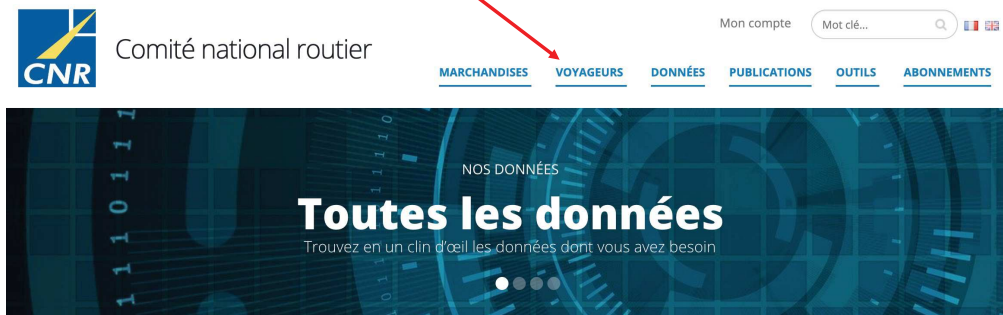 CNR
Comité national routier
Mon compte
Mot clé...
MARCHANDISES VOYAGEURS DONNÉES PUBLICATIONS OUTILS ABONNEMENTS
NOS DONNÉES
Toutes les données
Trouvez en un clin d'œil les données dont vous avez besoin